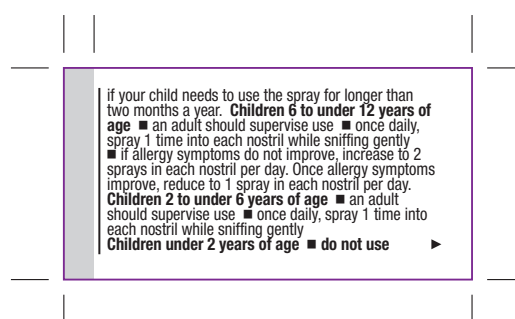 if your child needs to use the spray for longer than
two months a year. Children 6 to under 12 years of
age ■ an adult should supervise use ■ once daily,
spray 1 time into each nostril while sniffing gently
■ if allergy symptoms do not improve, increase to 2
sprays in each nostril per day. Once allergy symptoms
improve, reduce to 1 spray in each nostril per day.
Children 2 to under 6 years of age ■ an adult
should supervise use ■ once daily, spray 1 time into
each nostril while sniffing gently
Children under 2 years of age ■ do not use ►